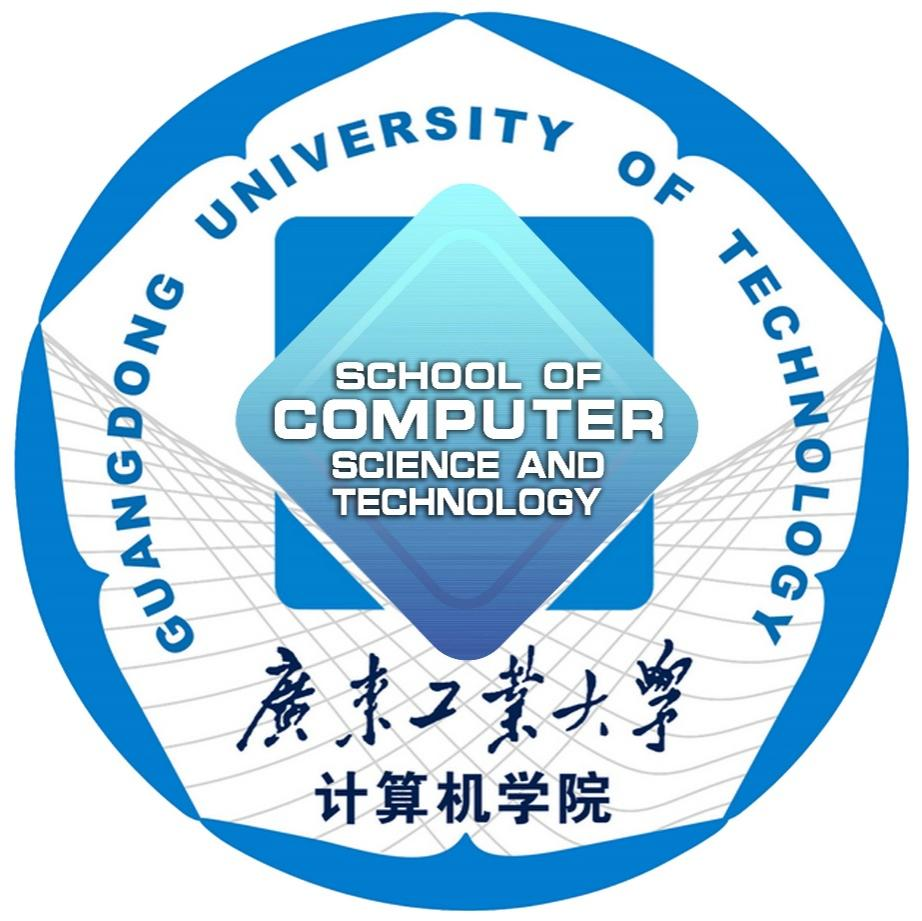 GUANGDONG UNIVERSITY OF TECHNOLOGY
SCHOOL OF
COMPUTER
SCIENCE AND
TECHNOLOGY
廣東工業大學
计算机学院